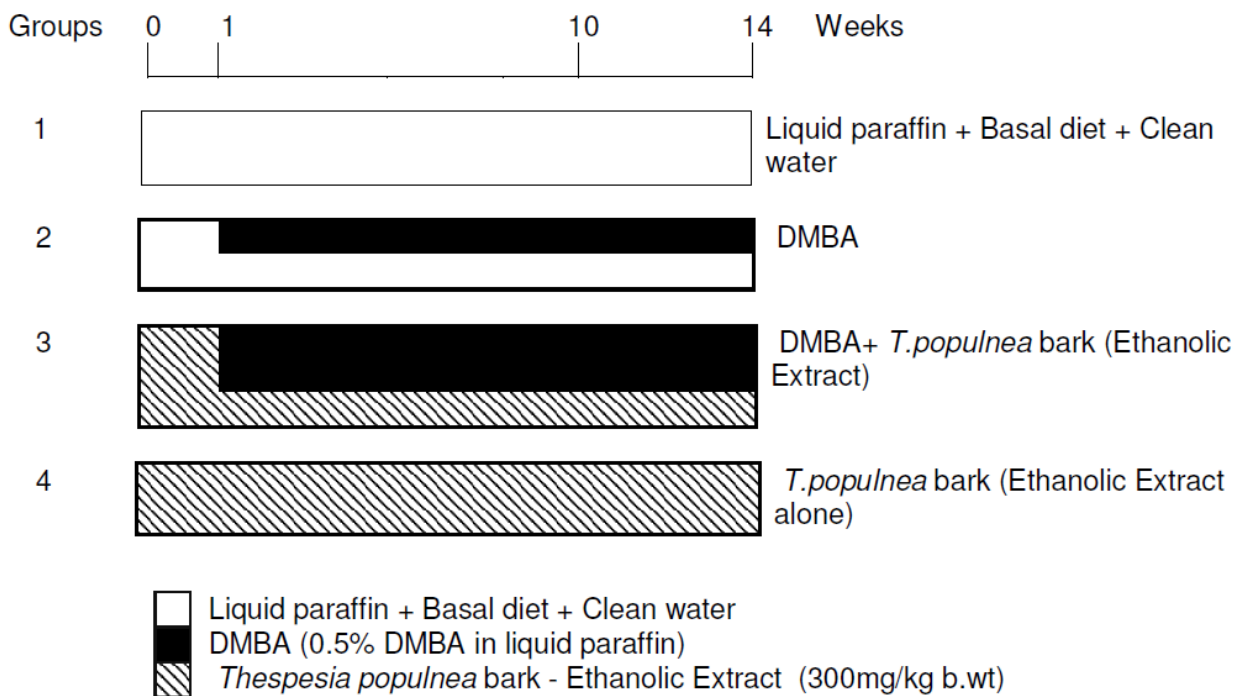 Groups 0 1 10 14 Weeks
1 Liquid paraffin + Basal diet + Clean
water
2 DMBA
3 DMBA+ T.populnea bark (Ethanolic
Extract)
4 T.populnea bark (Ethanolic Extract
alone)
Liquid paraffin + Basal diet + Clean water
DMBA (0.5% DMBA in liquid paraffin)
Thespesia populnea bark - Ethanolic Extract (300mg/kg b.wt)